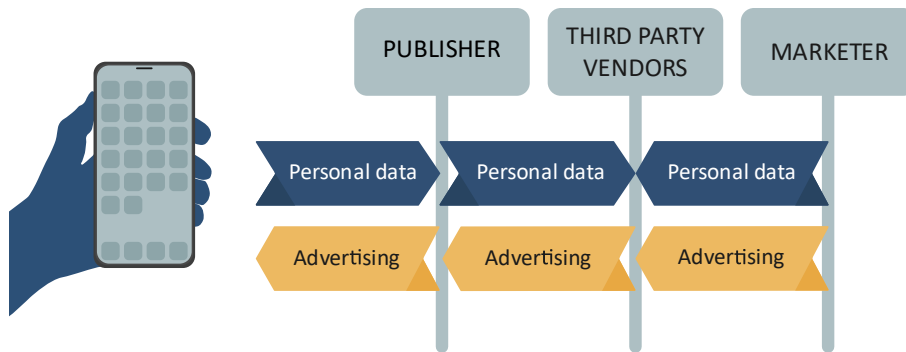 PUBLISHER
THIRD PARTY
VENDORS
MARKETER
Personal data
Personal data
Personal data
Advertising
Advertising
Advertising